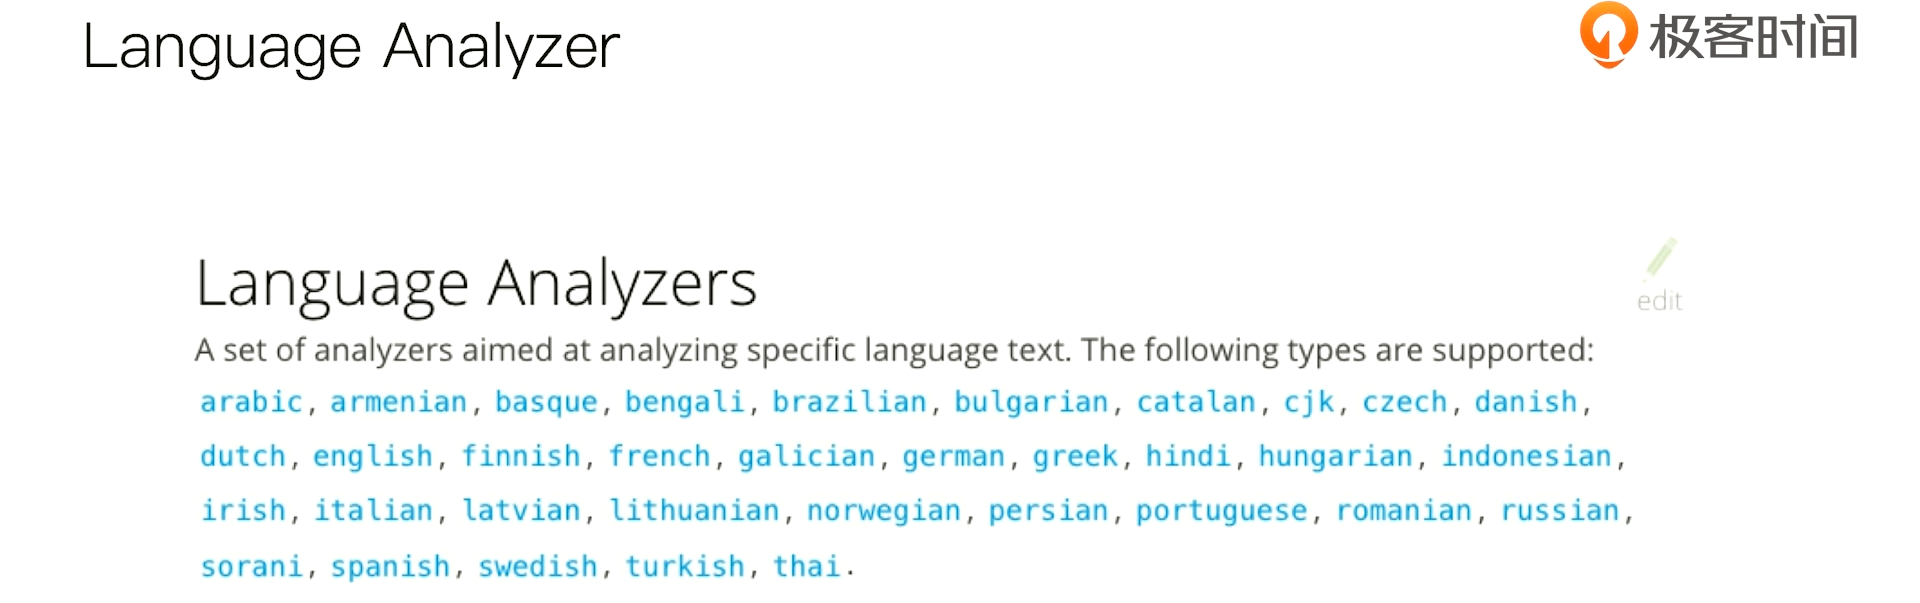 Language Analyzer
极客时间
Language Analyzers
edit
A set of analyzers aimed at analyzing specific language text. The following types are supported:
arabic, armenian, basque, bengali, brazilian, bulgarian, catalan, cjk, czech, danish,
dutch, english, finnish, french, galician, german, greek, hindi, hungarian, indonesian,
irish, italian, latvian, lithuanian, norwegian, persian, portuguese, romanian, russian,
sorani, spanish, swedish, turkish, thai.